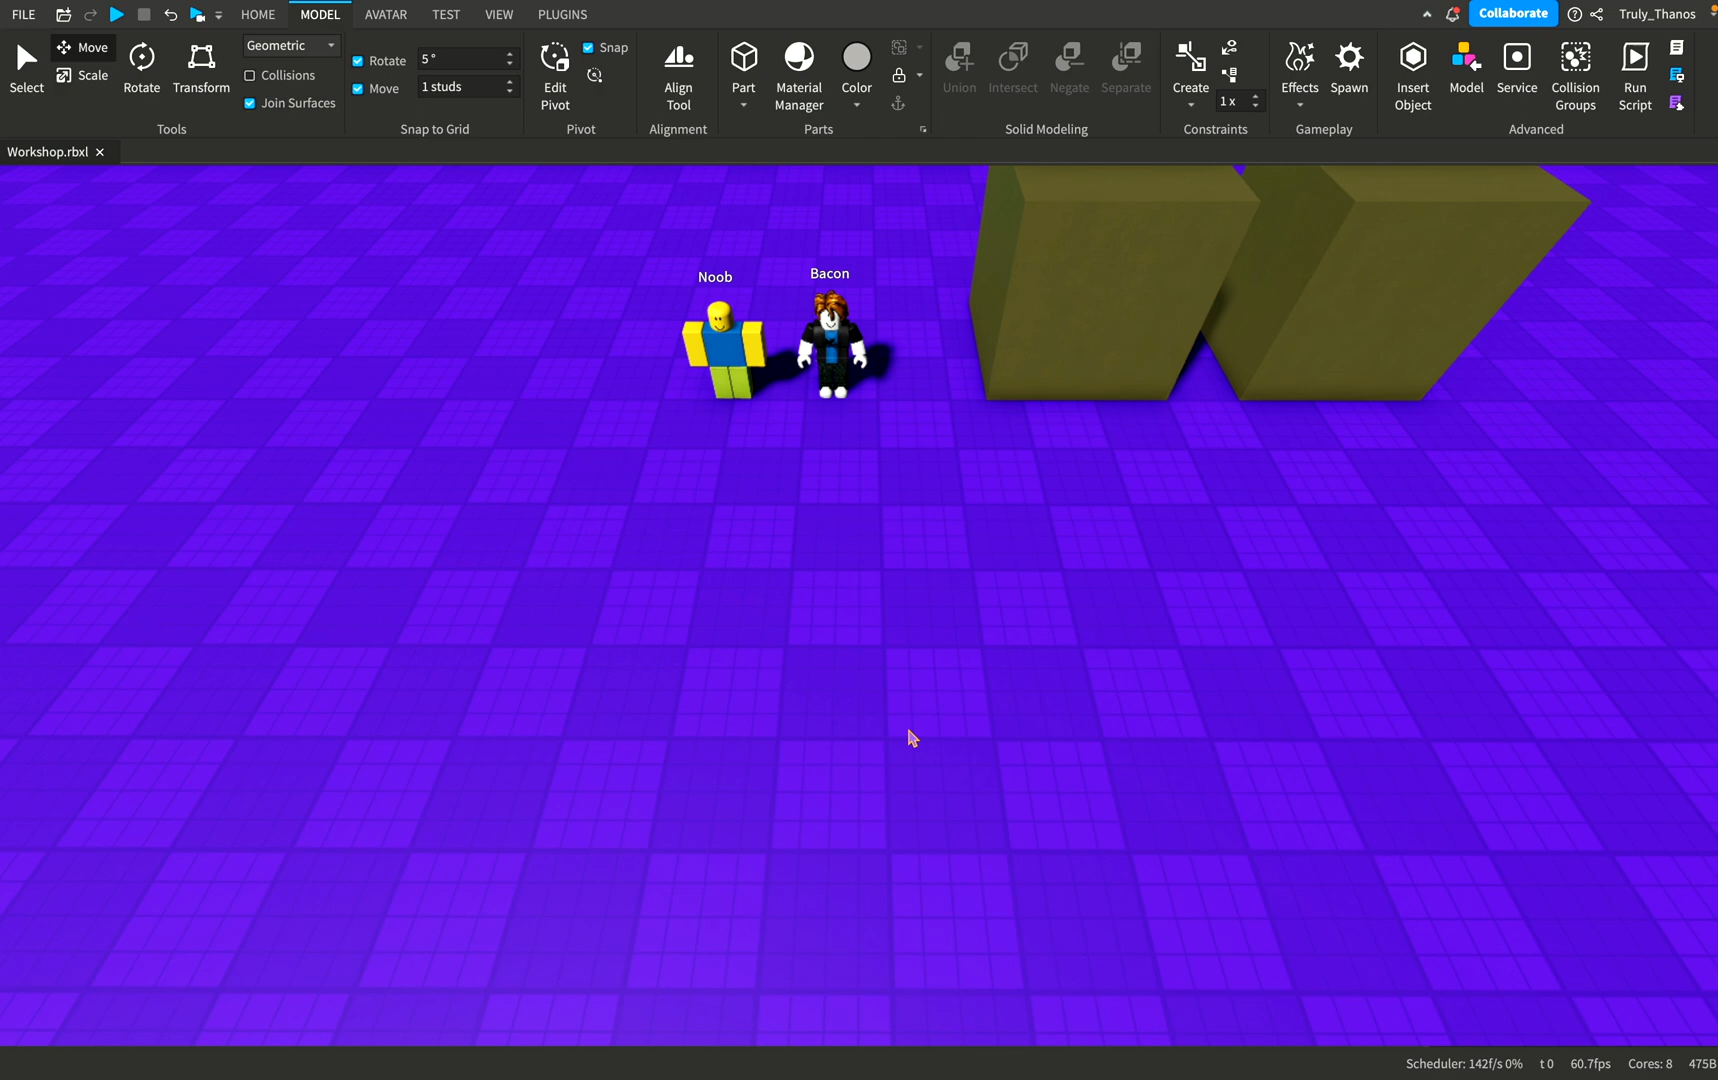 FILE HOME MODEL AVATAR TEST VIEW PLUGINS Collaborate Truly_Thanos
Select Move Scale Rotate Transform
Geometric
Collisions
Join Surfaces
Tools
Rotate 5°
Move 1 studs
Snap to Grid
Edit Pivot
Snap
Pivot
Align Tool
Alignment
Part
Material Manager
Color
Parts
Union Intersect Negate Separate
Solid Modeling
Create
1 x
Constraints
Effects Spawn
Gameplay
Insert Object
Model
Service
Collision Groups
Run Script
Advanced
Workshop.rbxl
Noob
Bacon
Scheduler: 142f/s 0% t 0 60.7fps Cores: 8 475B